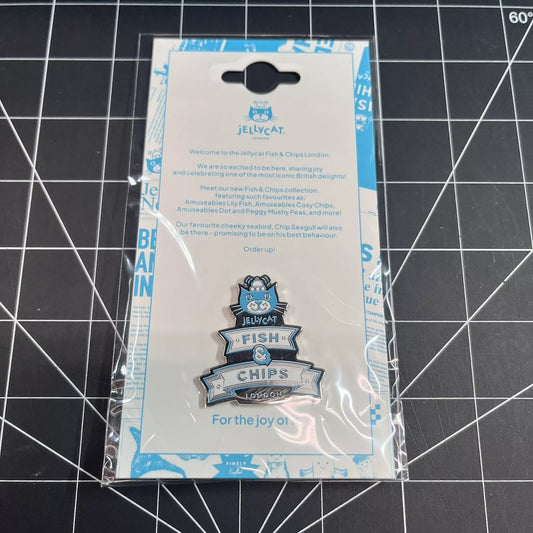 60°
JELLYCAT
LONDON
Welcome to the Jellycat Fish & Chips London.
We are so excited to be here, sharing joy
and celebrating one of the most iconic British delights!
Meet our new Fish & Chips collection,
featuring such favourites as:
Amuseables Lily Fish, Amuseables Cosy Chips,
Amuseables Dot and Peggy Mushy Peas, and more!
Our favourite cheeky seabird, Chip Seagull will also
be there - promising to be on his best behaviour.
Order up!
JELLYCAT
FISH
&
CHIPS
LONDON
For the joy of
FINELY